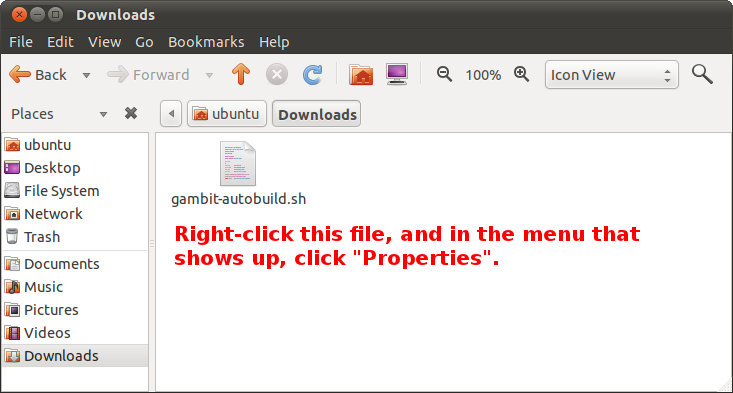 Downloads
File Edit View Go Bookmarks Help
Back Forward 100% Icon View
Places ubuntu Downloads
ubuntu
Desktop
File System
Network
Trash
Documents
Music
Pictures
Videos
Downloads
gambit-autobuild.sh
Right-click this file, and in the menu that
shows up, click "Properties".